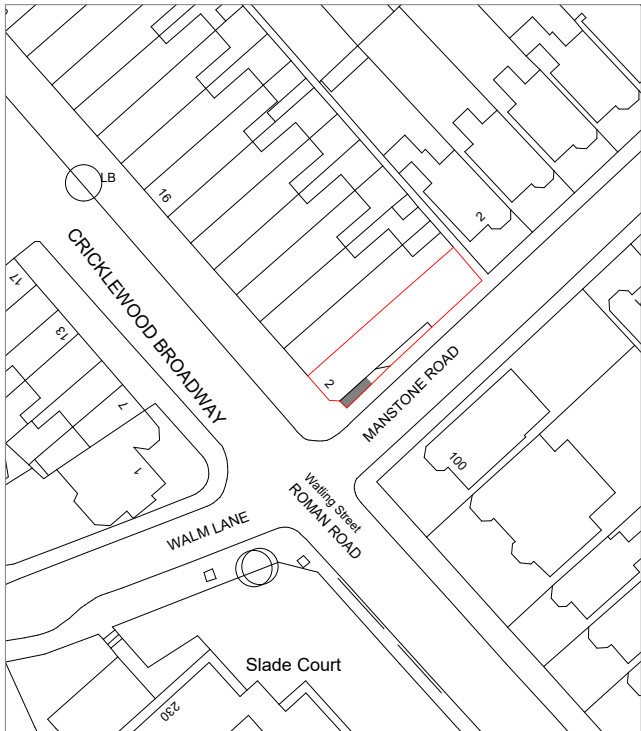 LB
16
2
CRICKLEWOOD BROADWAY
17
13
7
1
2
MANSTONE ROAD
100
Watling Street
ROMAN ROAD
WALM LANE
Slade Court
230